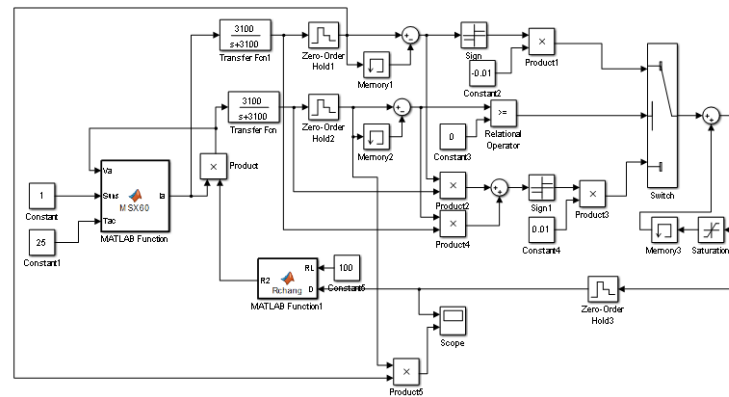 3100
s+3100
Transfer Fcn1
Zero-Order
Hold1
Memory1
Sign
-0.01
Constant2
×
Product1
3100
s+3100
Transfer Fcn
Zero-Order
Hold2
Memory2
0
Constant3
>=
Relational
Operator
Switch
Va
Suns
Tac
Ia
MSX60
MATLAB Function
1
Constant
25
Constant1
×
Product
×
Product2
×
Product4
Sign1
0.01
Constant4
×
Product3
Memory3
Saturation
R2
RL
D
Rchang
MATLAB Function1
100
Constant5
Scope
Zero-Order
Hold3
×
Product5